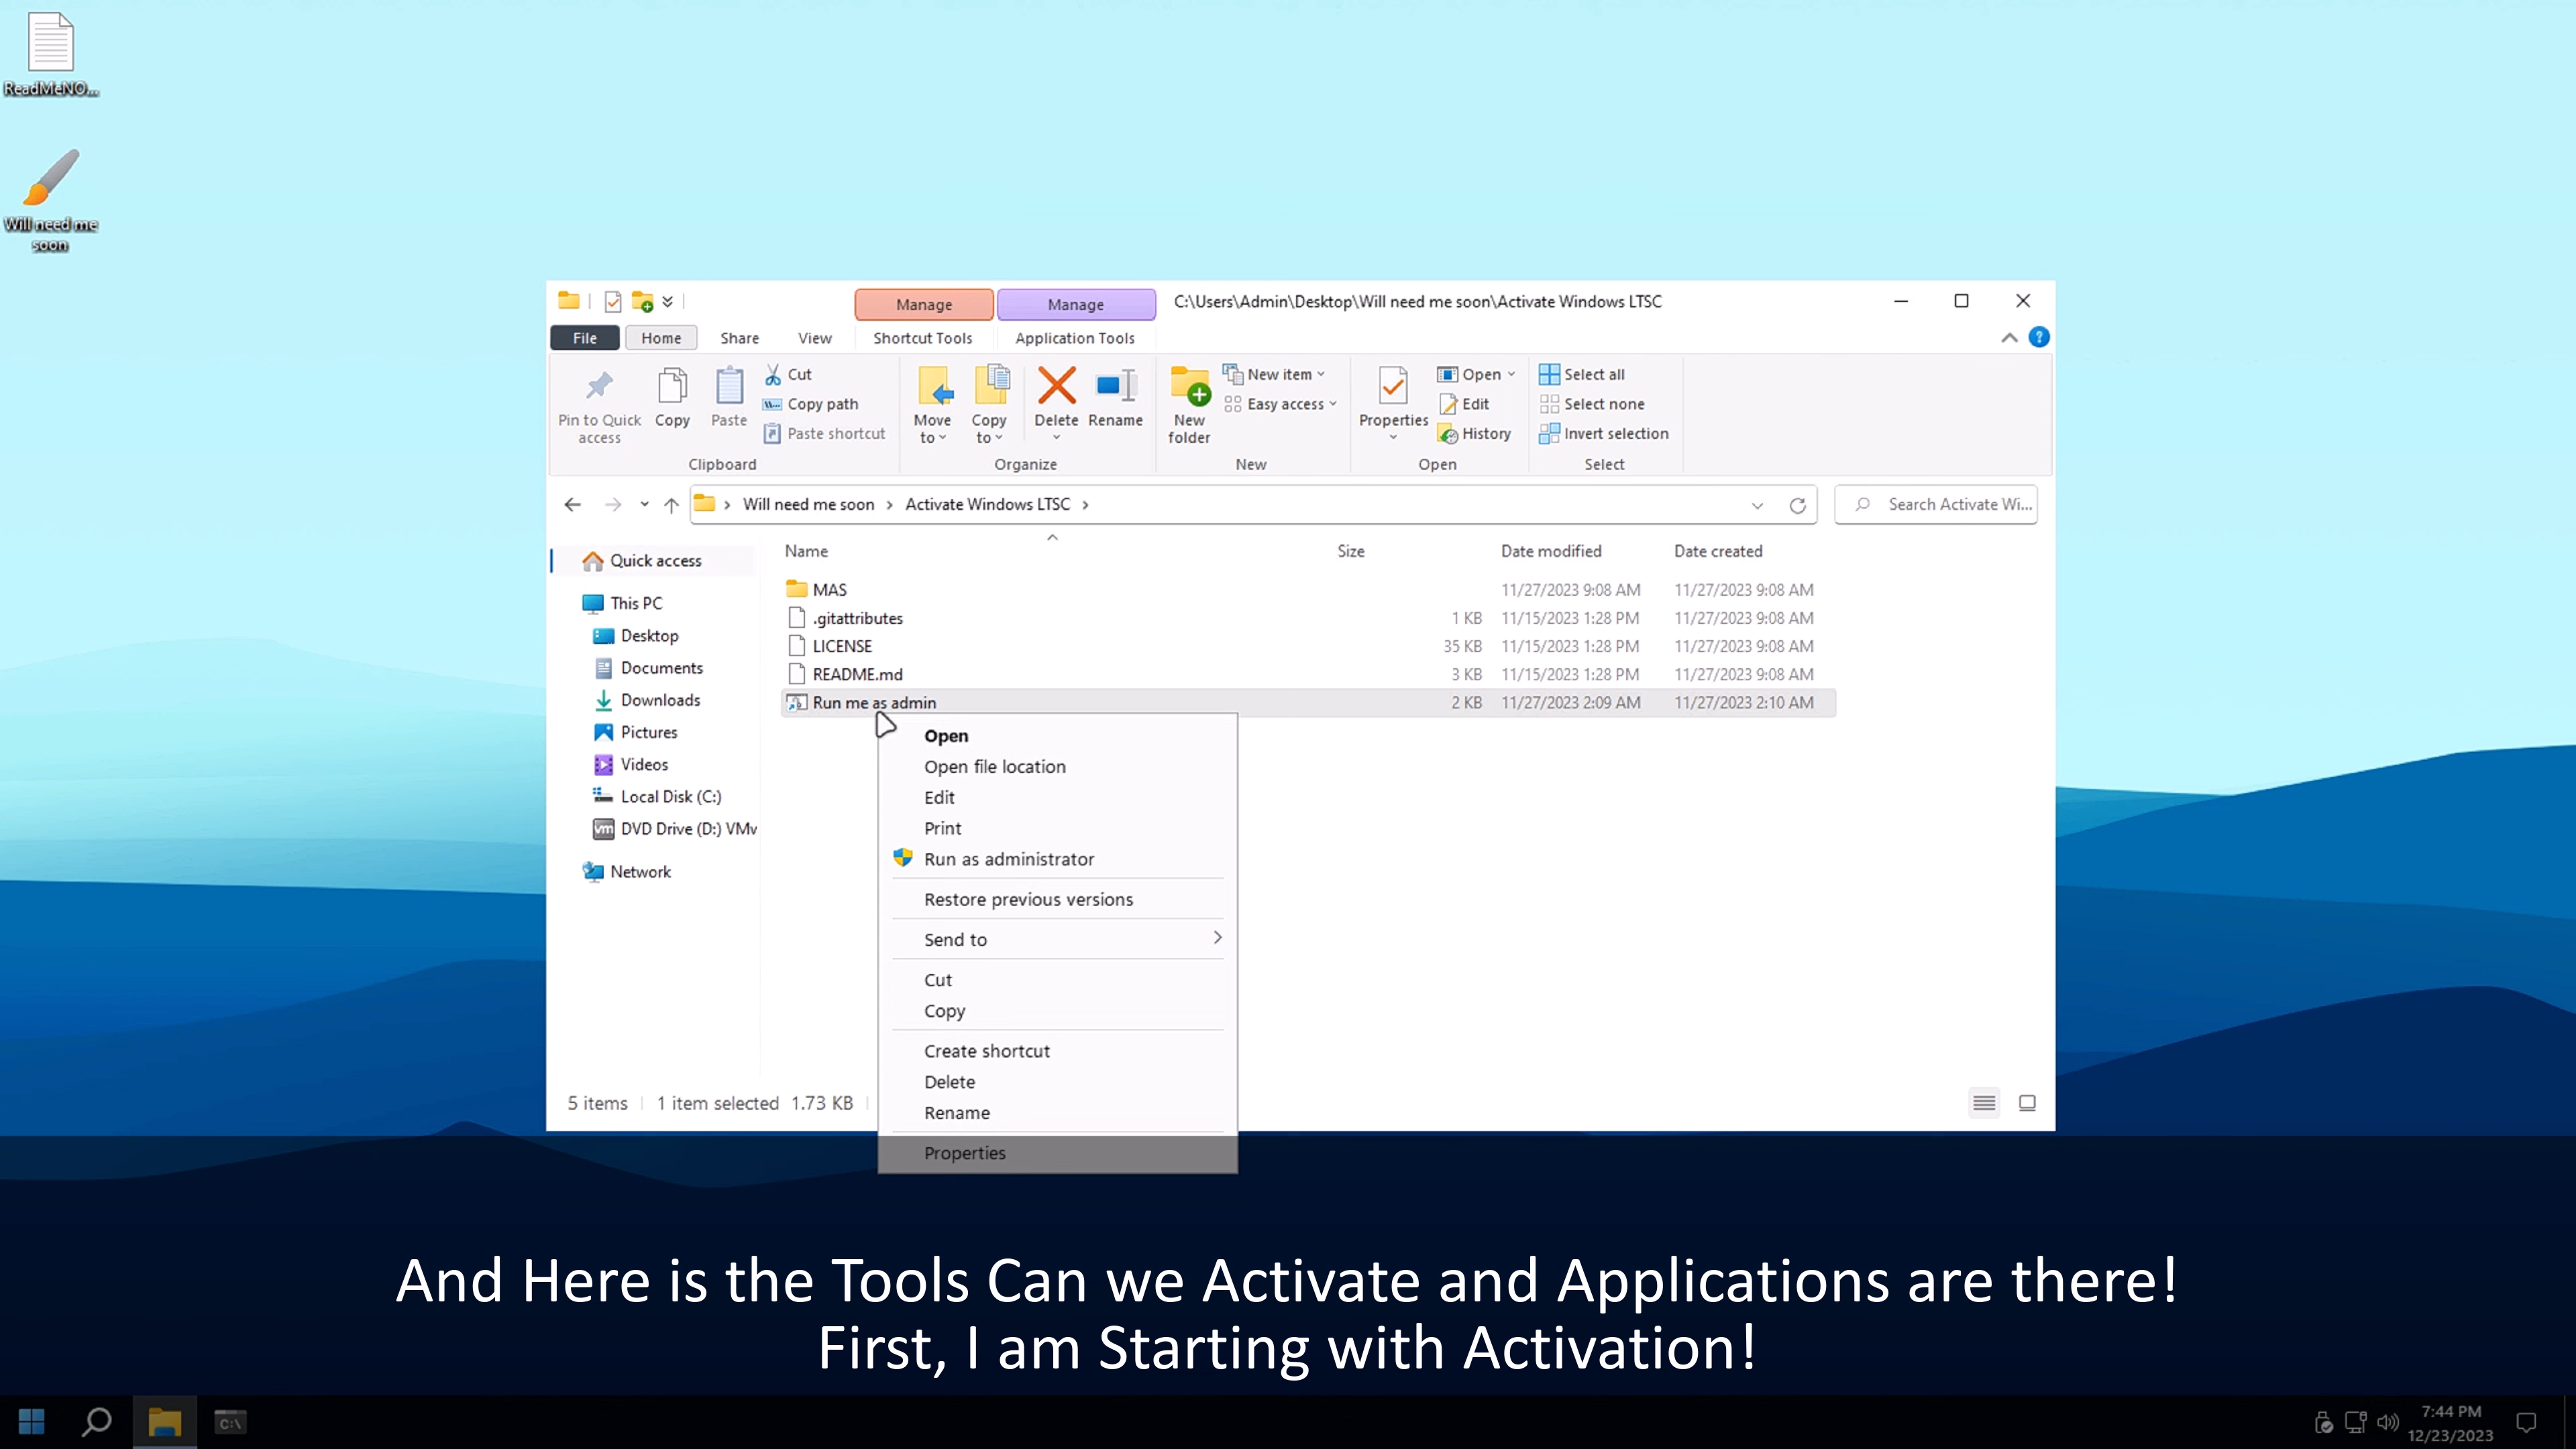 ReadMeNO...
Will need me
soon
Manage
Manage
C:\Users\Admin\Desktop\Will need me soon\Activate Windows LTSC
File
Home
Share
View
Shortcut Tools
Application Tools
Pin to Quick
access
Copy
Paste
Cut
Copy path
Paste shortcut
Clipboard
Move
to
Copy
to
Delete
Rename
Organize
New
folder
New item
Easy access
New
Properties
Open
Edit
History
Open
Select all
Select none
Invert selection
Select
Will need me soon > Activate Windows LTSC >
Search Activate Wi...
Quick access
This PC
Desktop
Documents
Downloads
Pictures
Videos
Local Disk (C:)
DVD Drive (D:) VMw
Network
Name Size Date modified Date created
MAS 11/27/2023 9:08 AM 11/27/2023 9:08 AM
.gitattributes 1 KB 11/15/2023 1:28 PM 11/27/2023 9:08 AM
LICENSE 35 KB 11/15/2023 1:28 PM 11/27/2023 9:08 AM
README.md 3 KB 11/15/2023 1:28 PM 11/27/2023 9:08 AM
Run me as admin 2 KB 11/27/2023 2:09 AM 11/27/2023 2:10 AM
Open
Open file location
Edit
Print
Run as administrator
Restore previous versions
Send to
Cut
Copy
Create shortcut
Delete
Rename
Properties
5 items 1 item selected 1.73 KB
And Here is the Tools Can we Activate and Applications are there!
First, I am Starting with Activation!
C:\
7:44 PM
12/23/2023